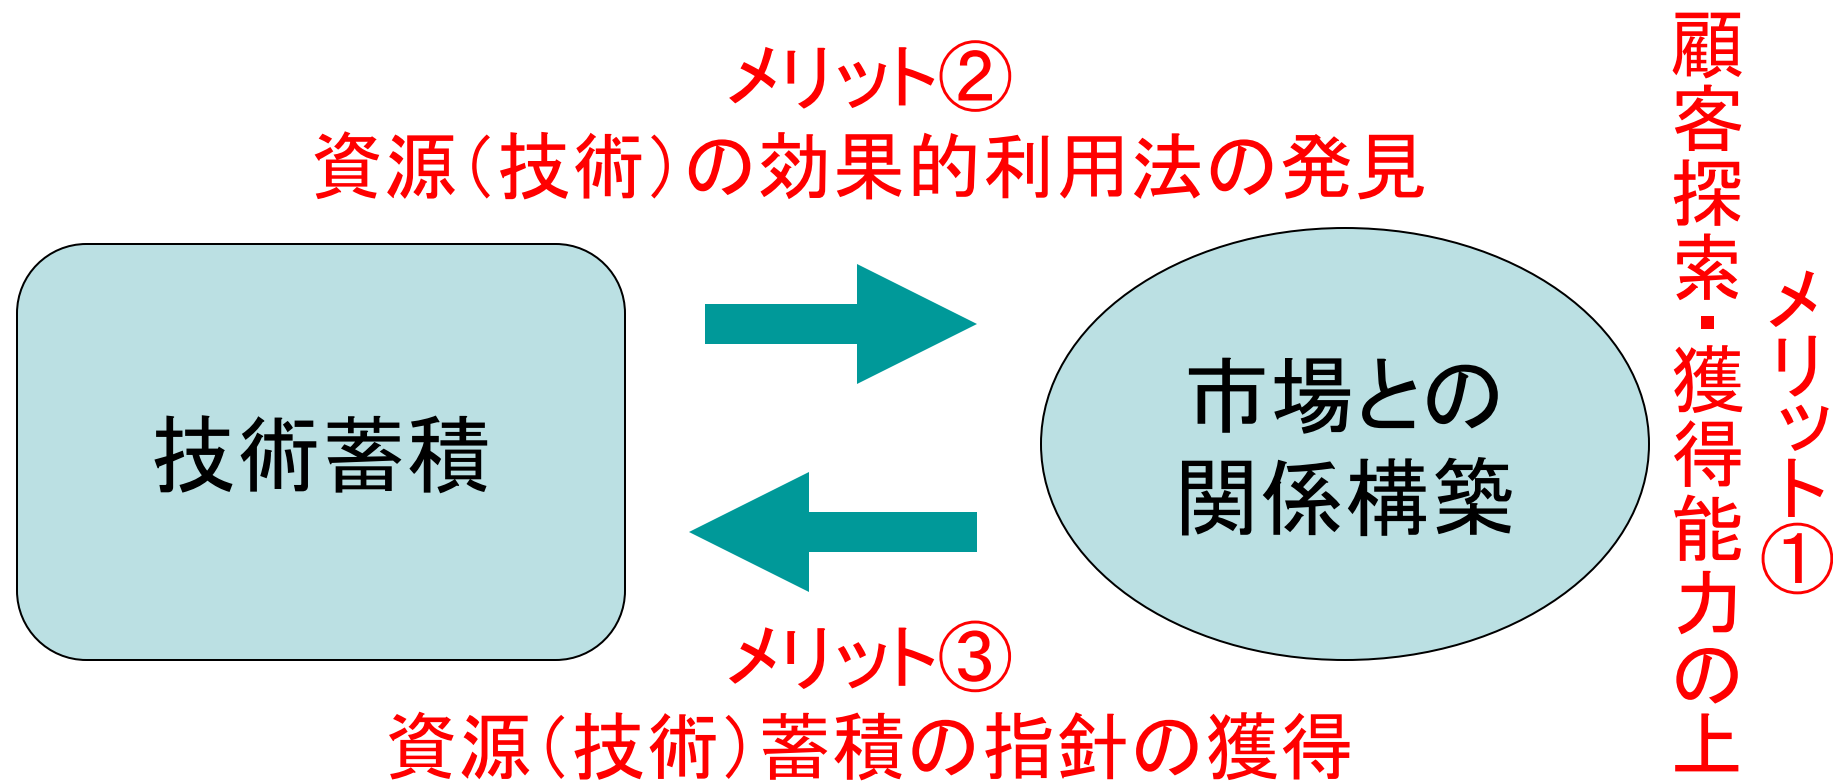 メリット②
資源（技術）の効果的利用法の発見
技術蓄積
市場との
関係構築
メリット③
資源（技術）蓄積の指針の獲得
メリット①
顧客探索・獲得能力の上